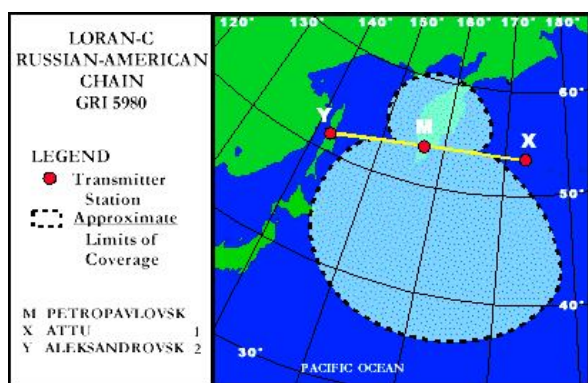 LORAN-C
RUSSIAN-AMERICAN
CHAIN
GRI 5980
LEGEND
Transmitter
Station
Approximate
Limits of
Coverage
M PETROPAVLOVSK
X ATTU 1
Y ALEKSANDROVSK 2
120° 130° 140° 150° 160° 170°
60°
Y
M
X
50°
40°
30°
PACIFIC OCEAN